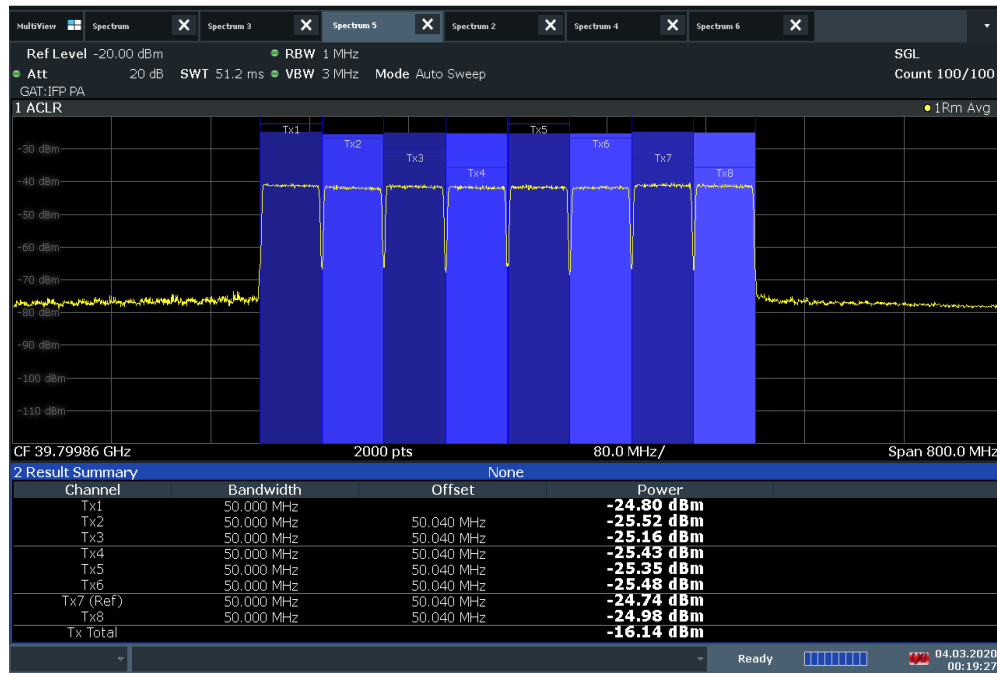 MultiView Spectrum X Spectrum 3 X Spectrum 5 X Spectrum 2 X Spectrum 4 X Spectrum 6 X
Ref Level -20.00 dBm RBW 1 MHz SGL
Att 20 dB SWT 51.2 ms VBW 3 MHz Mode Auto Sweep Count 100/100
GAT:IFP PA
1 ACLR 1Rm Avg
Tx1 Tx5
Tx2 Tx6
-30 dBm
Tx3 Tx7
Tx4 Tx8
-40 dBm
-50 dBm
-60 dBm
-70 dBm
-80 dBm
-90 dBm
-100 dBm
-110 dBm
CF 39.79986 GHz 2000 pts 80.0 MHz/ Span 800.0 MHz
2 Result Summary None
Channel Bandwidth Offset Power
Tx1 50.000 MHz -24.80 dBm
Tx2 50.000 MHz 50.040 MHz -25.52 dBm
Tx3 50.000 MHz 50.040 MHz -25.16 dBm
Tx4 50.000 MHz 50.040 MHz -25.43 dBm
Tx5 50.000 MHz 50.040 MHz -25.35 dBm
Tx6 50.000 MHz 50.040 MHz -25.48 dBm
Tx7 (Ref) 50.000 MHz 50.040 MHz -24.74 dBm
Tx8 50.000 MHz 50.040 MHz -24.98 dBm
Tx Total -16.14 dBm
Ready 04.03.2020
00:19:27